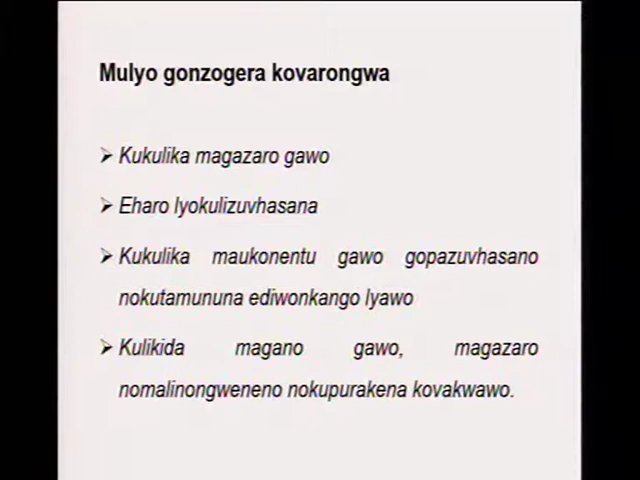 Mulyo gonzogera kovarongwa
➢ Kukulika magazaro gawo
➢ Eharo lyokulizuvhasana
➢ Kukulika maukonentu gawo gopazuvhasano
nokutamununa ediwonkango lyawo
➢ Kulikida magano gawo, magazaro
nomalinongweneno nokupurakena kovakwawo.